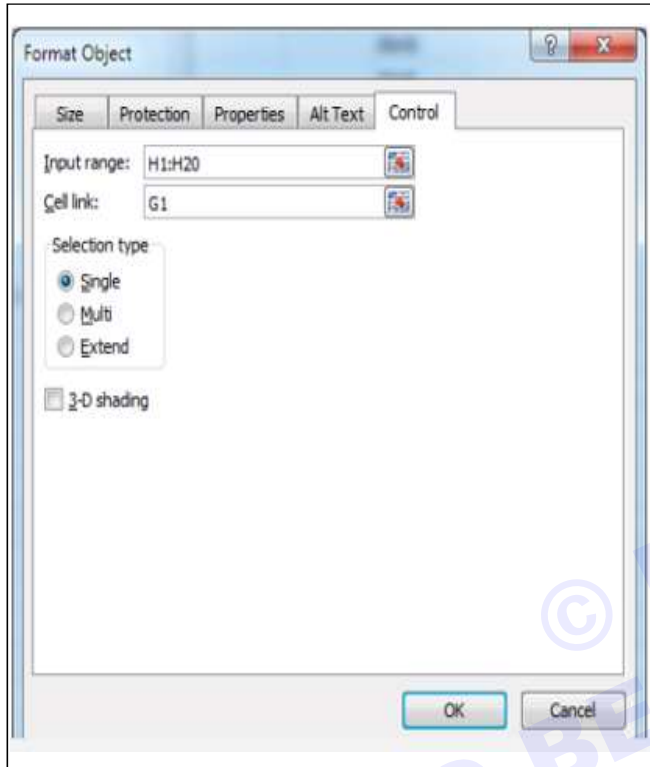 Format Object
Size Protection Properties Alt Text Control
Input range: H1:H20
Cell link: G1
Selection type
Single
Multi
Extend
3-D shading
OK Cancel
© 
BE